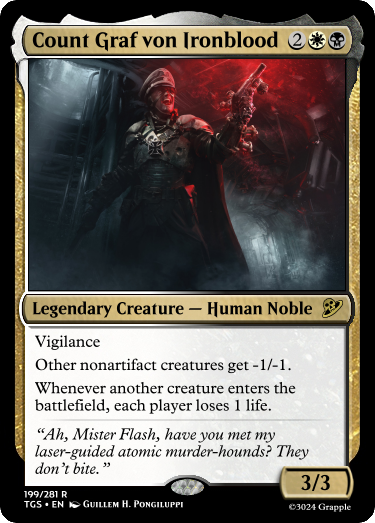 Count Graf von Ironblood 2
Legendary Creature — Human Noble
Vigilance
Other nonartifact creatures get -1/-1.
Whenever another creature enters the
battlefield, each player loses 1 life.
“Ah, Mister Flash, have you met my
laser-guided atomic murder-hounds? They
don’t bite.”
3/3
199/281 R
TGS • EN Guillem H. Pongiluppi
©3024 Grapple